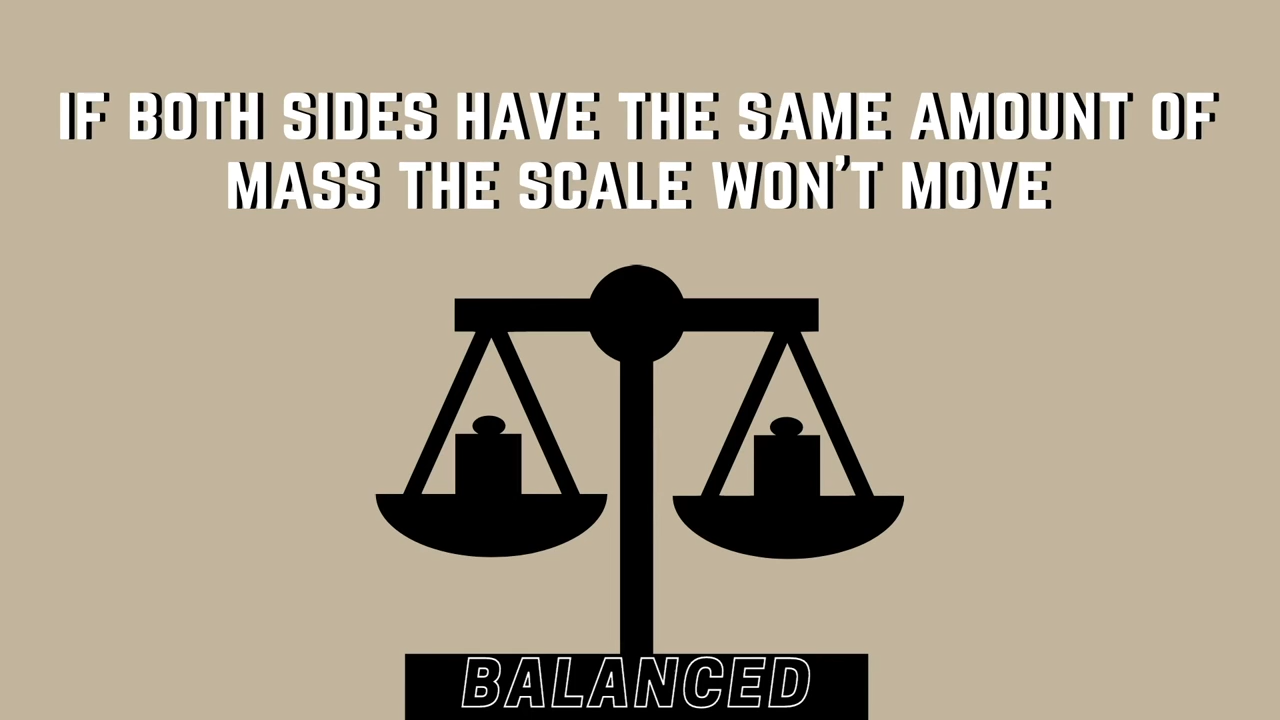 IF BOTH SIDES HAVE THE SAME AMOUNT OF
MASS THE SCALE WON'T MOVE
BALANCED